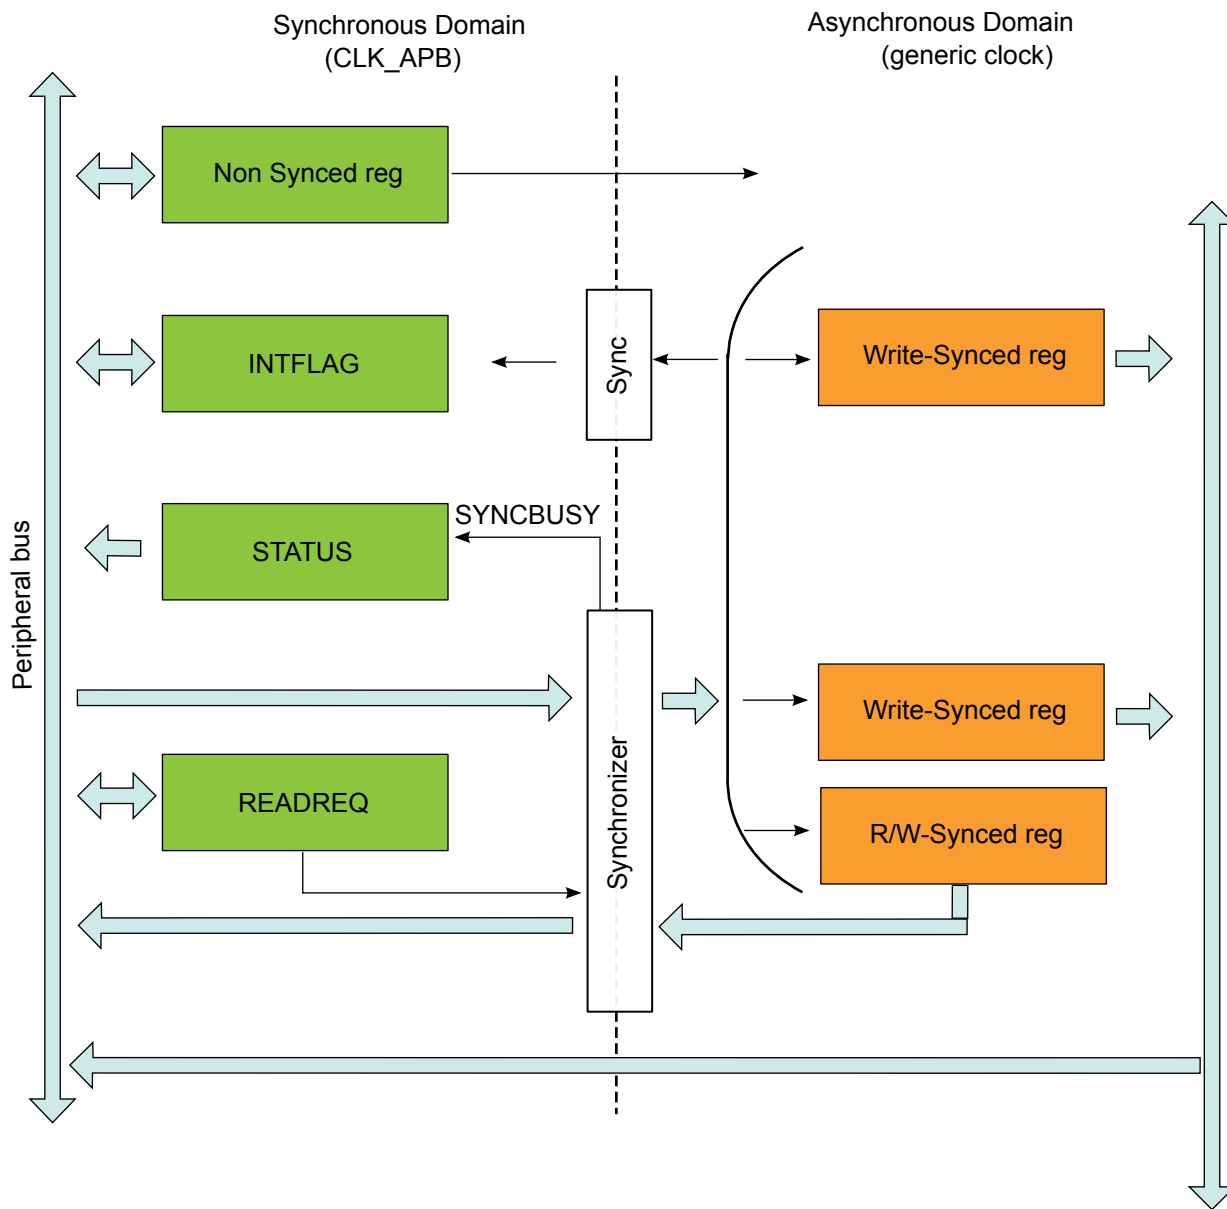 Synchronous Domain
(CLK_APB)
Asynchronous Domain
(generic clock)
Non Synced reg
INTFLAG
Sync
Write-Synced reg
SYNCBUSY
STATUS
Peripheral bus
Write-Synced reg
Synchronizer
READREQ
R/W-Synced reg